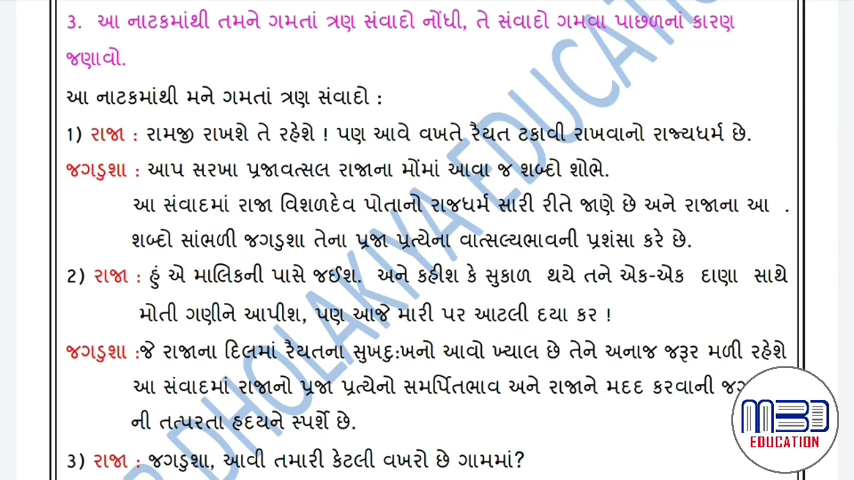 3. આ નાટકમાંથી તમને ગમતાં ત્રણ સંવાદો નોંધી, તે સંવાદો ગમવા પાછળનાં કારણ
જણાવો.
આ નાટકમાંથી મને ગમતાં ત્રણ સંવાદો :
1) રાજા : રામજી રાખશે તે રહેશે ! પણ આવે વખતે રૈયત ટકાવી રાખવાનો રાજ્યધર્મ છે.
જગડુશા : આપ સરખા પ્રજાવત્સલ રાજાના મોંમાં આવા જ શબ્દો શોભે.
આ સંવાદમાં રાજા વિશળદેવ પોતાનો રાજધર્મ સારી રીતે જાણે છે અને રાજાના આ .
શબ્દો સાંભળી જગડુશા તેના પ્રજા પ્રત્યેના વાત્સલ્યભાવની પ્રશંસા કરે છે.
2) રાજા : હું એ માલિકની પાસે જઈશ. અને કહીશ કે સુકાળ થયે તને એક-એક દાણા સાથે
મોતી ગણીને આપીશ, પણ આજે મારી પર આટલી દયા કર !
જગડુશા :જે રાજાના દિલમાં રૈયતના સુખદુ:ખનો આવો ખ્યાલ છે તેને અનાજ જરૂર મળી રહેશે
આ સંવાદમાં રાજાનો પ્રજા પ્રત્યેનો સમર્પિતભાવ અને રાજાને મદદ કરવાની
ની તત્પરતા હૃદયને સ્પર્શે છે.
3) રાજા : જગડુશા, આવી તમારી કેટલી વખરો છે ગામમાં?
DHOLAKIYA EDUCATION
MBD
EDUCATION